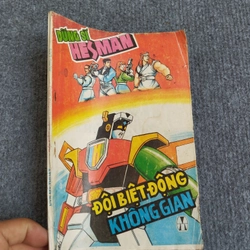 DŨNG SĨ
HESMAN
ĐỘI BIỆT ĐỘNG
KHÔNG GIAN